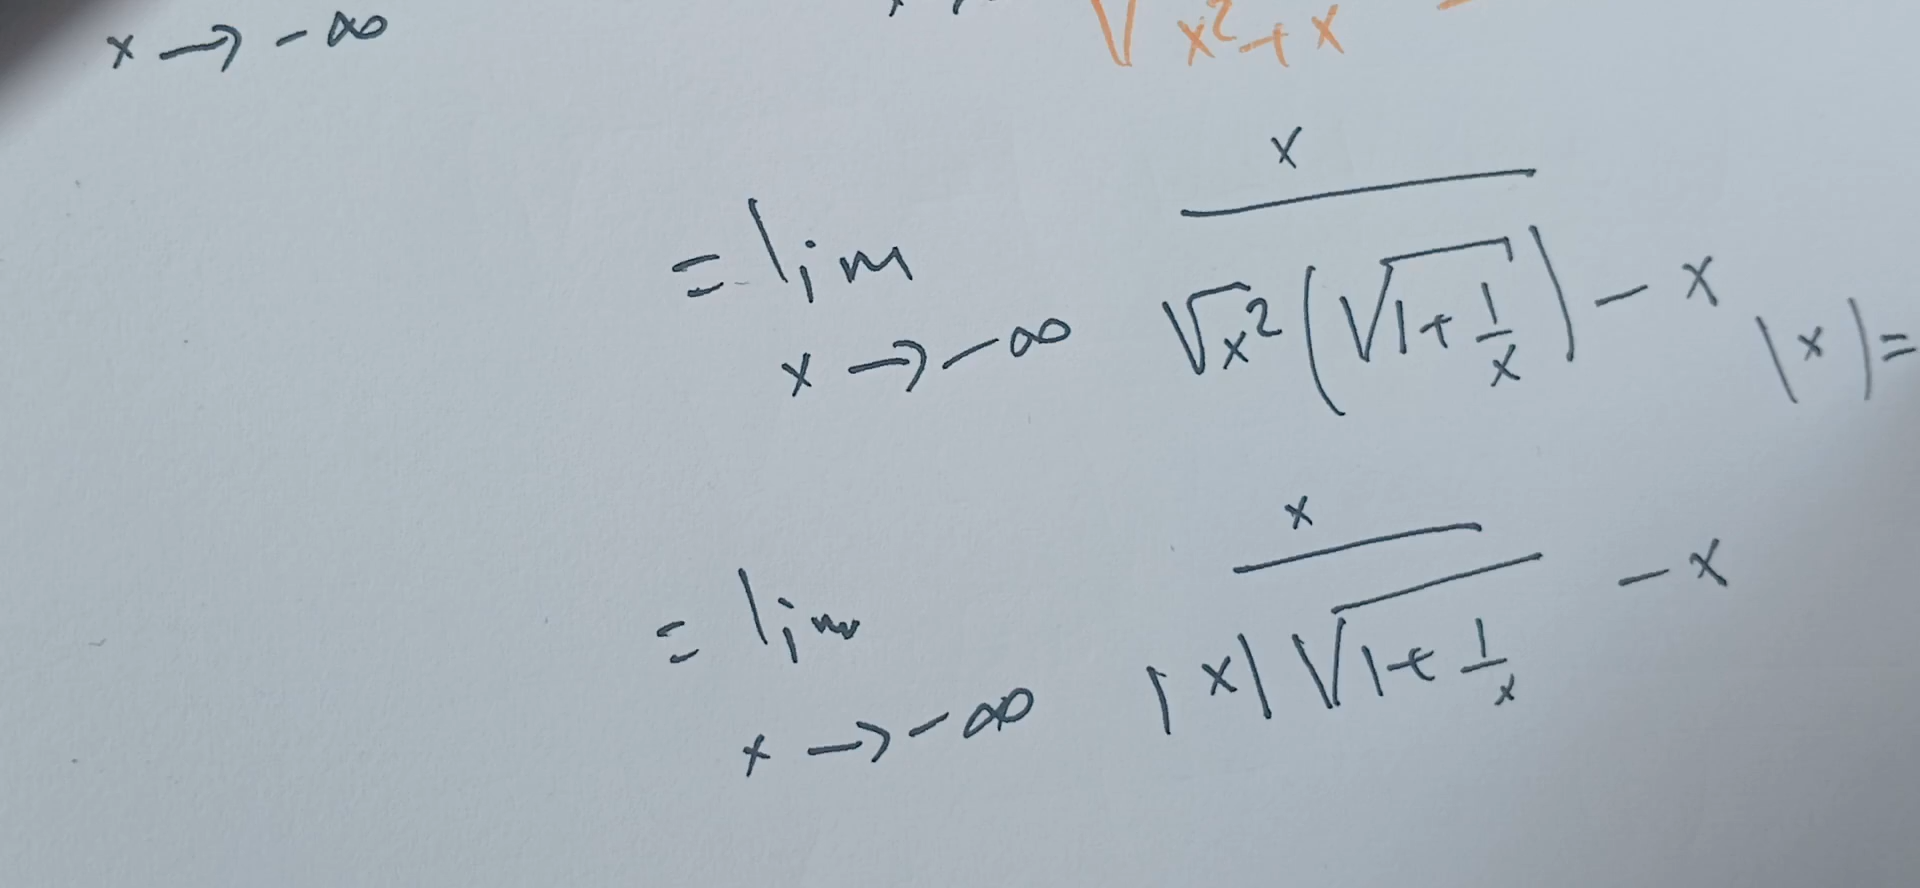 x → -∞ √x²+x
= lim x / (√x² (√1+1/x) - x) |x|=
x → -∞
= lim x / (|x| √1+1/x - x)
x → -∞